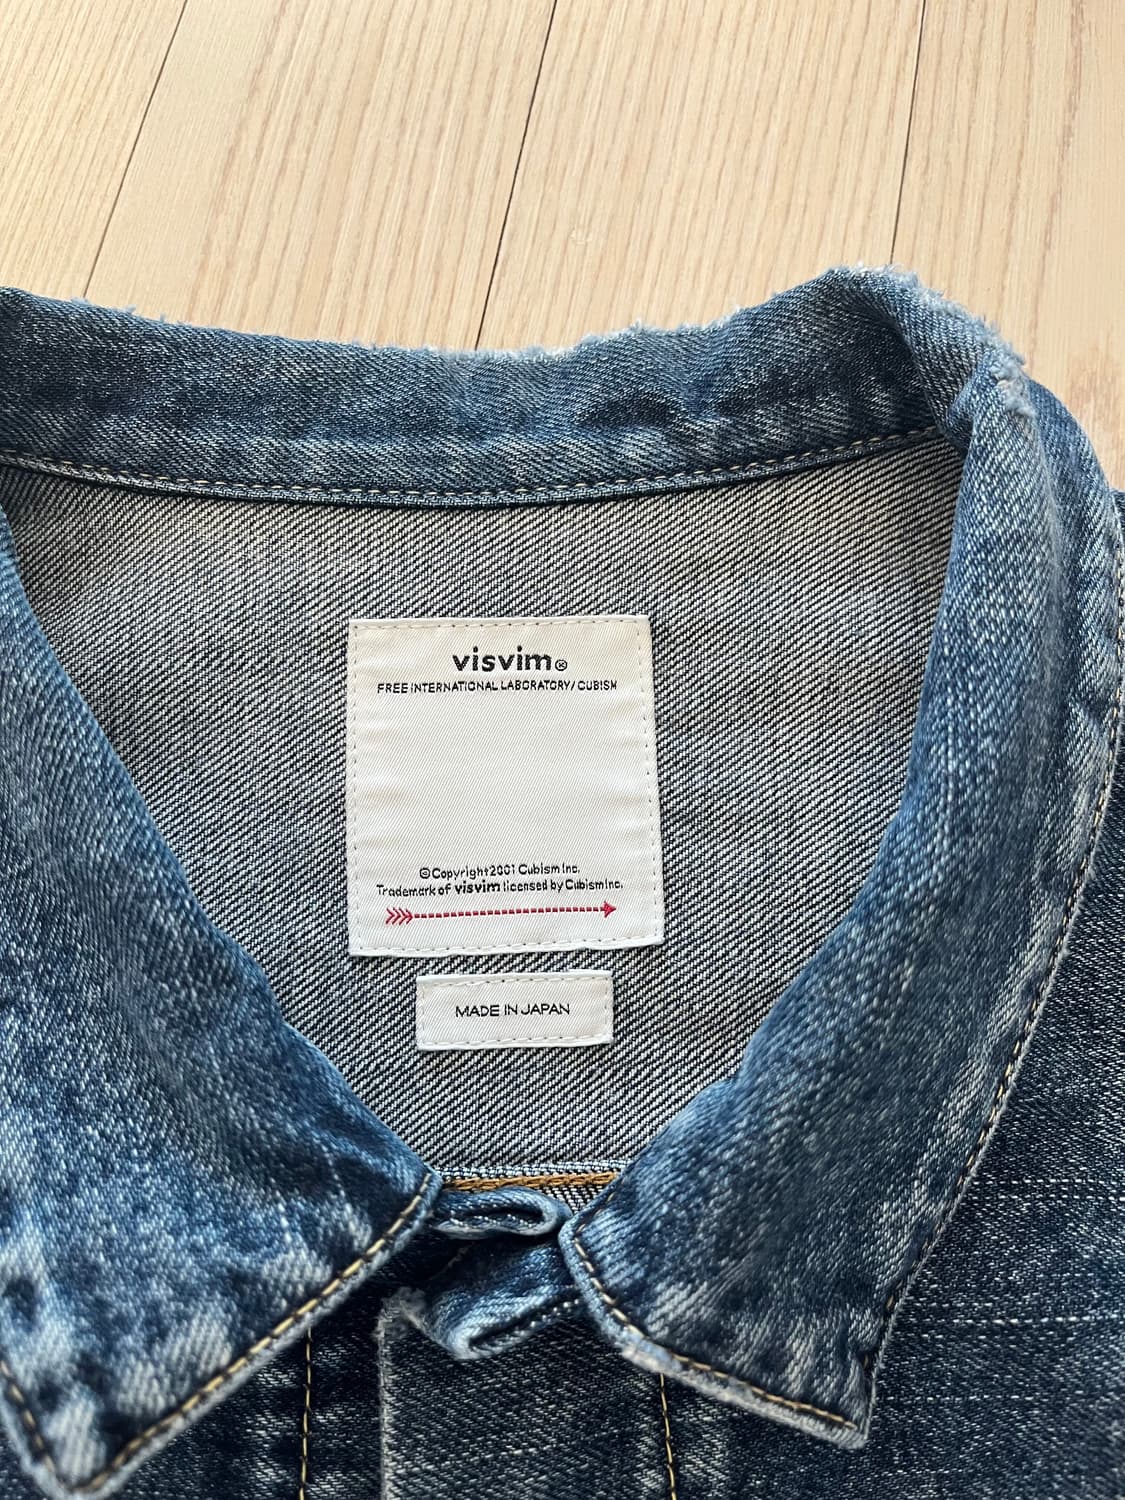 visvim®
FREE INTERNATIONAL LABORATORY/CUBISM
©Copyright 2001 Cubism Inc.
Trademark of visvim licensed by Cubism Inc.
MADE IN JAPAN